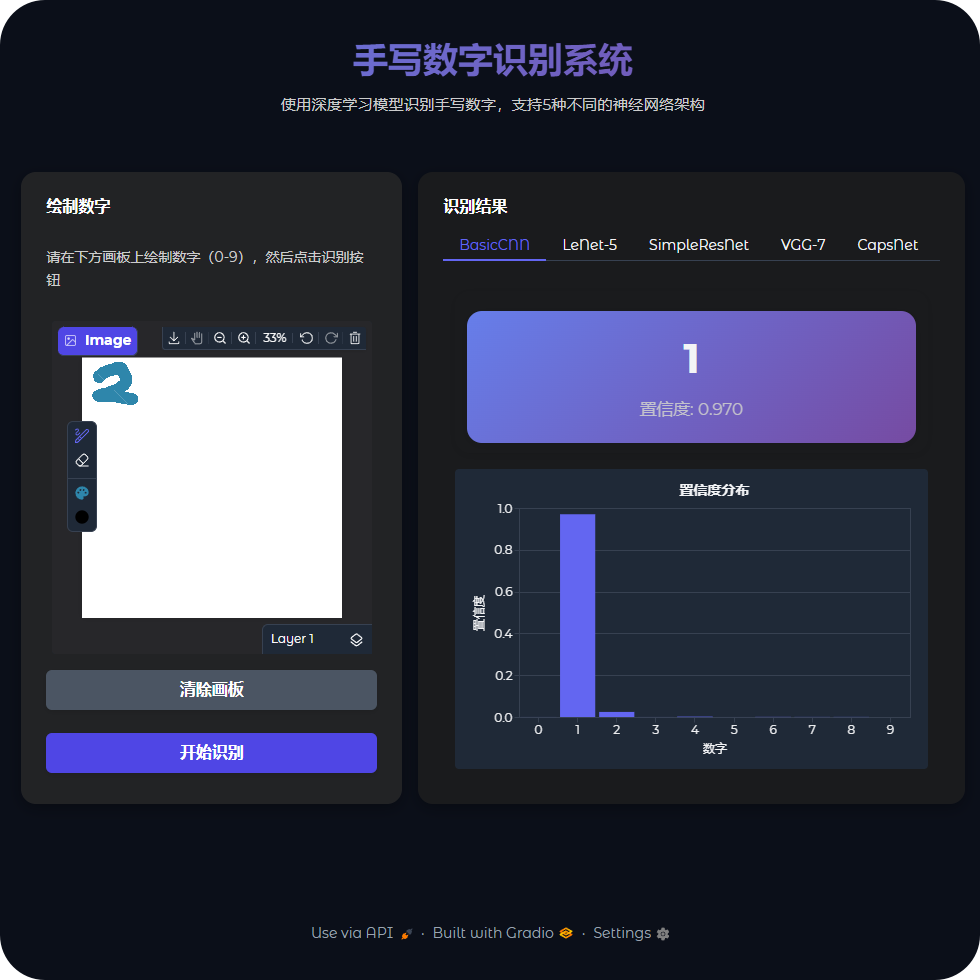 手写数字识别系统
使用深度学习模型识别手写数字，支持5种不同的神经网络架构
绘制数字
请在下方画板上绘制数字（0-9），然后点击识别按
钮
Image
33%
2
Layer 1
清除画板
开始识别
识别结果
BasicCNN LeNet-5 SimpleResNet VGG-7 CapsNet
1
置信度: 0.970
置信度分布
置信度
1.0
0.8
0.6
0.4
0.2
0.0
0 1 2 3 4 5 6 7 8 9
数字
Use via API · Built with Gradio · Settings